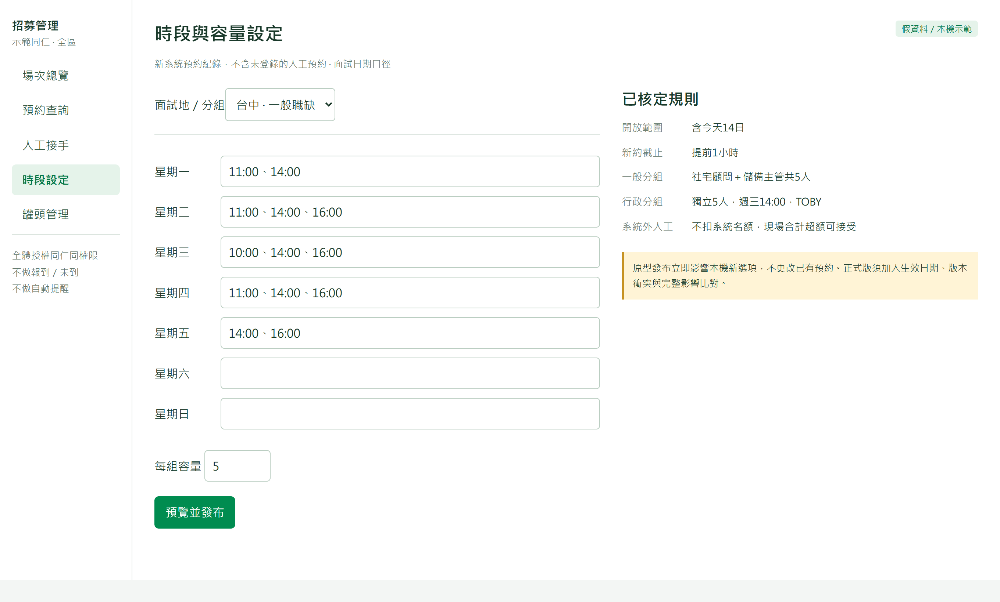 招募管理
示範同仁 · 全區
場次總覽
預約查詢
人工接手
時段設定
罐頭管理
全體授權同仁同權限
不做報到 / 未到
不做自動提醒
時段與容量設定
假資料 / 本機示範
新系統預約紀錄，不含未登錄的人工預約 · 面試日期口徑
面試地 / 分組 台中 · 一般職缺
星期一 11:00、14:00
星期二 11:00、14:00、16:00
星期三 10:00、14:00、16:00
星期四 11:00、14:00、16:00
星期五 14:00、16:00
星期六
星期日
每組容量 5
預覽並發布
已核定規則
開放範圍 含今天14日
新約截止 提前1小時
一般分組 社宅顧問 + 儲備主管共5人
行政分組 獨立5人，週三14:00，TOBY
系統外人工 不扣系統名額，現場合計超額可接受
原型發布立即影響本機新選項，不更改已有預約。正式版須加入生效日期、版本
衝突與完整影響比對。